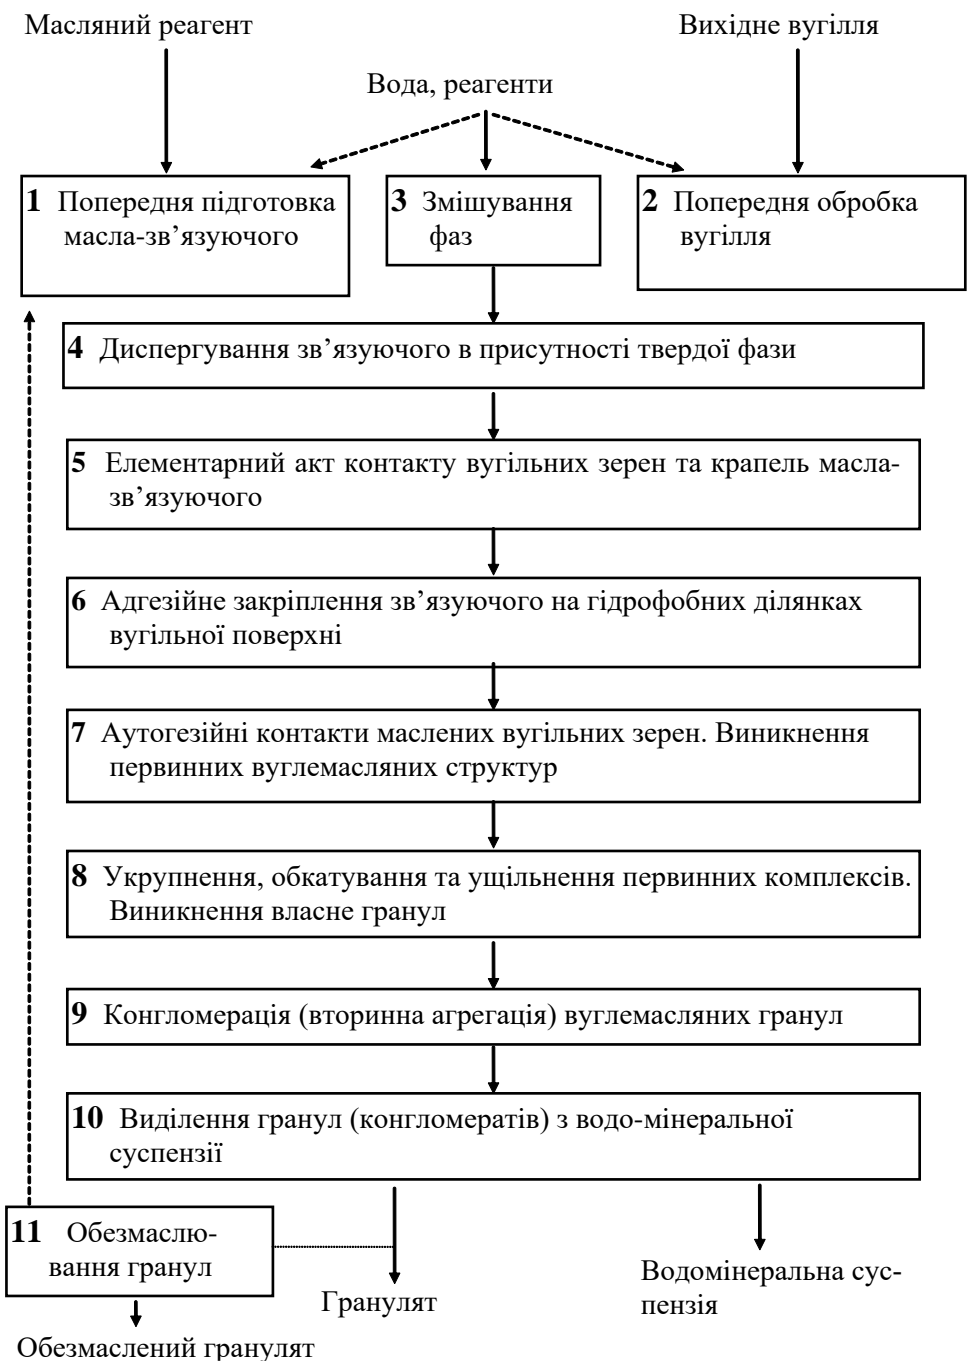 Масляний реагент
Вихідне вугілля
Вода, реагенти
1 Попередня підготовка
масла-зв’язуючого
3 Змішування
фаз
2 Попередня обробка
вугілля
4 Диспергування зв’язуючого в присутності твердої фази
5 Елементарний акт контакту вугільних зерен та крапель масла-
зв’язуючого
6 Адгезійне закріплення зв’язуючого на гідрофобних ділянках
вугільної поверхні
7 Аутогезійні контакти маслених вугільних зерен. Виникнення
первинних вуглемасляних структур
8 Укрупнення, обкатування та ущільнення первинних комплексів.
Виникнення власне гранул
9 Конгломерація (вторинна агрегація) вуглемасляних гранул
10 Виділення гранул (конгломератів) з водо-мінеральної
суспензії
11 Обезмаслю-
вання гранул
Гранулят
Водомінеральна сус-
пензія
Обезмаслений гранулят